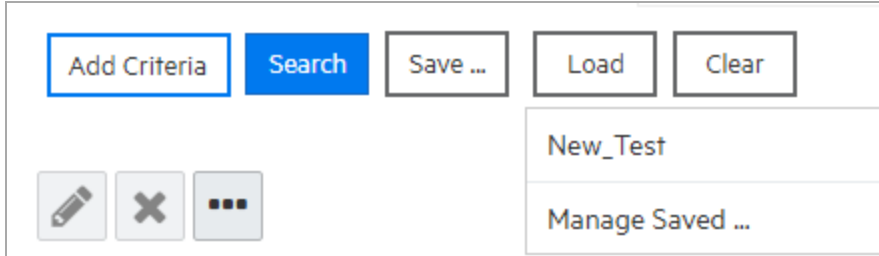 Add Criteria Search Save ... Load Clear
New_Test
Manage Saved ...